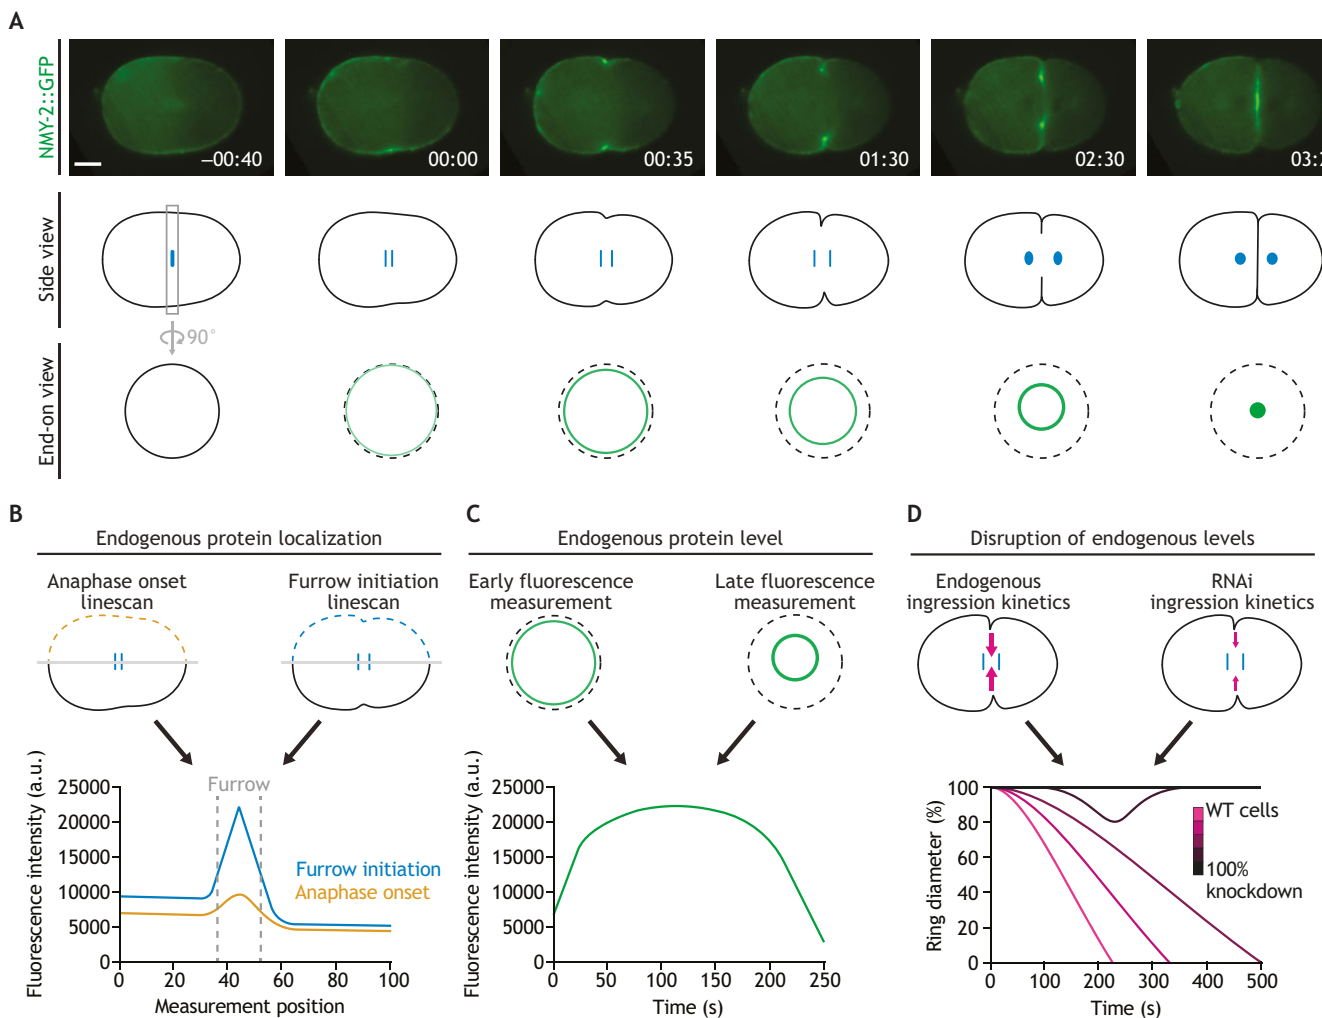 A
NMY-2::GFP
–00:40
00:00
00:35
01:30
02:30
Side view
90°
End-on view
B
Endogenous protein localization
Anaphase onset
linescan
Furrow initiation
linescan
Fluorescence intensity (a.u.)
25000
20000
15000
10000
5000
0
Furrow
Furrow initiation
Anaphase onset
0
20
40
60
80
100
Measurement position
C
Endogenous protein level
Early fluorescence
measurement
Late fluorescence
measurement
Fluorescence intensity (a.u.)
25000
20000
15000
10000
5000
0
0
50
100
150
200
250
Time (s)
D
Disruption of endogenous levels
Endogenous
ingression kinetics
RNAi
ingression kinetics
Ring diameter (%)
100
80
60
40
20
0
WT cells
100%
knockdown
0
100
200
300
400
500
Time (s)